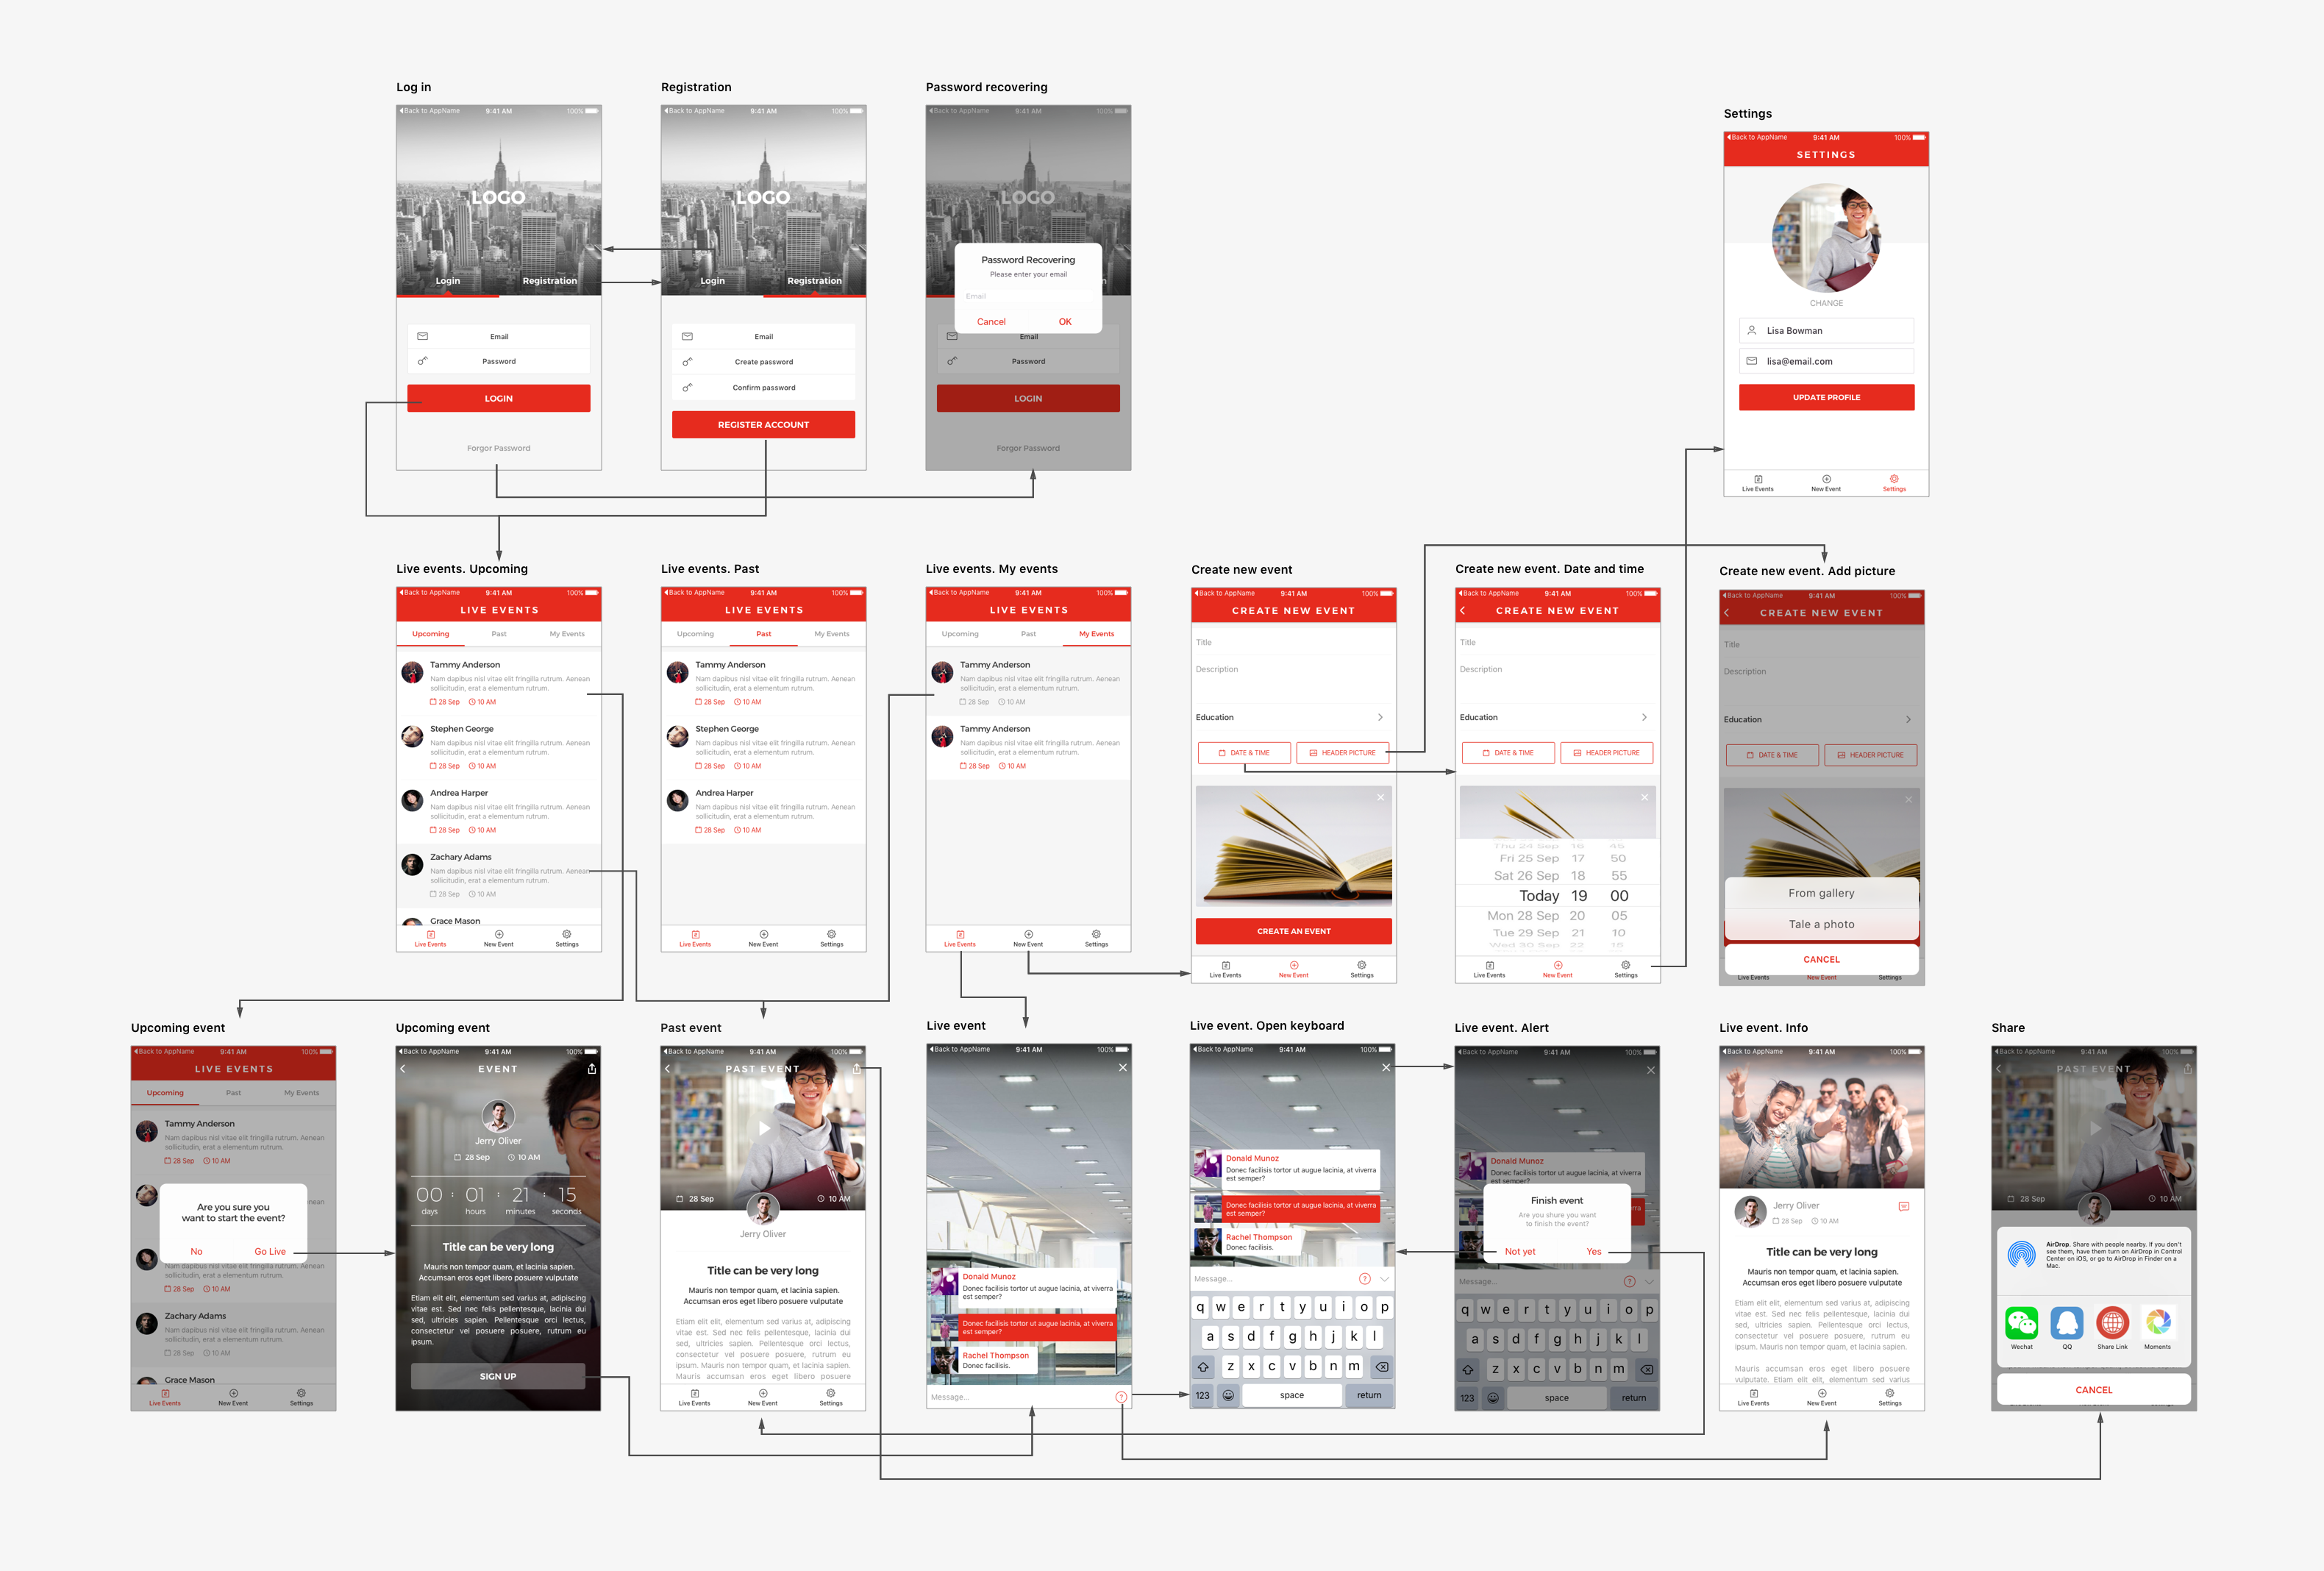 Log in
Back to AppName 9:41 AM 100%
LOGO
Login Registration
Email
Password
LOGIN
Forgor Password
Registration
Back to AppName 9:41 AM 100%
LOGO
Login Registration
Email
Create password
Confirm password
REGISTER ACCOUNT
Password recovering
Back to AppName 9:41 AM 100%
LOGO
Password Recovering
Please enter your email
Email
Cancel OK
Email
Password
LOGIN
Forgor Password
Settings
Back to AppName 9:41 AM 100%
SETTINGS
CHANGE
Lisa Bowman
lisa@email.com
UPDATE PROFILE
Live Events New Event Settings
Live events. Upcoming
Back to AppName 9:41 AM 100%
LIVE EVENTS
Upcoming Past My Events
Tammy Anderson
Nam dapibus nisl vitae elit fringilla rutrum. Aenean
sollicitudin, erat a elementum rutrum.
28 Sep 10 AM
Stephen George
Nam dapibus nisl vitae elit fringilla rutrum. Aenean
sollicitudin, erat a elementum rutrum.
28 Sep 10 AM
Andrea Harper
Nam dapibus nisl vitae elit fringilla rutrum. Aenean
sollicitudin, erat a elementum rutrum.
28 Sep 10 AM
Zachary Adams
Nam dapibus nisl vitae elit fringilla rutrum. Aenean
sollicitudin, erat a elementum rutrum.
28 Sep 10 AM
Grace Mason
Live Events New Event Settings
Live events. Past
Back to AppName 9:41 AM 100%
LIVE EVENTS
Upcoming Past My Events
Tammy Anderson
Nam dapibus nisl vitae elit fringilla rutrum. Aenean
sollicitudin, erat a elementum rutrum.
28 Sep 10 AM
Stephen George
Nam dapibus nisl vitae elit fringilla rutrum. Aenean
sollicitudin, erat a elementum rutrum.
28 Sep 10 AM
Andrea Harper
Nam dapibus nisl vitae elit fringilla rutrum. Aenean
sollicitudin, erat a elementum rutrum.
28 Sep 10 AM
Live Events New Event Settings
Live events. My events
Back to AppName 9:41 AM 100%
LIVE EVENTS
Upcoming Past My Events
Tammy Anderson
Nam dapibus nisl vitae elit fringilla rutrum. Aenean
sollicitudin, erat a elementum rutrum.
28 Sep 10 AM
Tammy Anderson
Nam dapibus nisl vitae elit fringilla rutrum. Aenean
sollicitudin, erat a elementum rutrum.
28 Sep 10 AM
Live Events New Event Settings
Create new event
Back to AppName 9:41 AM 100%
CREATE NEW EVENT
Title
Description
Education
DATE & TIME HEADER PICTURE
CREATE AN EVENT
Live Events New Event Settings
Create new event. Date and time
Back to AppName 9:41 AM 100%
CREATE NEW EVENT
Title
Description
Education
DATE & TIME HEADER PICTURE
Thu 24 Sep 16 45
Fri 25 Sep 17 50
Sat 26 Sep 18 55
Today 19 00
Mon 28 Sep 20 05
Tue 29 Sep 21 10
Wed 30 Sep 22 15
Live Events New Event Settings
Create new event. Add picture
Back to AppName 9:41 AM 100%
CREATE NEW EVENT
Title
Description
Education
DATE & TIME HEADER PICTURE
From gallery
Tale a photo
CANCEL
Live Events New Event Settings
Upcoming event
Back to AppName 9:41 AM 100%
LIVE EVENTS
Upcoming Past My Events
Tammy Anderson
Nam dapibus nisl vitae elit fringilla rutrum. Aenean
sollicitudin, erat a elementum rutrum.
28 Sep 10 AM
Are you sure you
want to start the event?
No Go Live
Nam dapibus nisl vitae elit fringilla rutrum. Aenean
sollicitudin, erat a elementum rutrum.
28 Sep 10 AM
Zachary Adams
Nam dapibus nisl vitae elit fringilla rutrum. Aenean
sollicitudin, erat a elementum rutrum.
28 Sep 10 AM
Grace Mason
Live Events New Event Settings
Upcoming event
Back to AppName 9:41 AM 100%
EVENT
Jerry Oliver
28 Sep 10 AM
00 : 01 : 21 : 15
days hours minutes seconds
Title can be very long
Mauris non tempor quam, et lacinia sapien.
Accumsan eros eget libero posuere vulputate
Etiam elit elit, elementum sed varius at, adipiscing
vitae est. Sed nec felis pellentesque, lacinia dui
sed, ultricies sapien. Pellentesque orci lectus,
consectetur vel posuere posuere, rutrum eu
ipsum.
SIGN UP
Past event
Back to AppName 9:41 AM 100%
PAST EVENT
28 Sep 10 AM
Jerry Oliver
Title can be very long
Mauris non tempor quam, et lacinia sapien.
Accumsan eros eget libero posuere vulputate
Etiam elit elit, elementum sed varius at, adipiscing
vitae est. Sed nec felis pellentesque, lacinia dui
sed, ultricies sapien. Pellentesque orci lectus,
consectetur vel posuere posuere, rutrum eu
ipsum. Mauris non tempor quam, et lacinia sapien.
Mauris accumsan eros eget libero posuere
Live Events New Event Settings
Live event
Back to AppName 9:41 AM 100%
Donald Munoz
Donec facilisis tortor ut augue lacinia, at viverra
est semper?
Donec facilisis tortor ut augue lacinia, at viverra
est semper?
Rachel Thompson
Donec facilisis.
Message... ?
Live event. Open keyboard
Back to AppName 9:41 AM 100%
Donald Munoz
Donec facilisis tortor ut augue lacinia, at viverra
est semper?
Donec facilisis tortor ut augue lacinia, at viverra
est semper?
Rachel Thompson
Donec facilisis.
Message... ?
q w e r t y u i o p
a s d f g h j k l
z x c v b n m
123 space return
Live event. Alert
Back to AppName 9:41 AM 100%
Donald Munoz
Donec facilisis tortor ut augue lacinia, at viverra
est semper?
Finish event
Are you shure you want
to finish the event?
Not yet Yes
Message... ?
q w e r t y u i o p
a s d f g h j k l
z x c v b n m
123 space return
Live event. Info
Back to AppName 9:41 AM 100%
Jerry Oliver
28 Sep 10 AM
Title can be very long
Mauris non tempor quam, et lacinia sapien.
Accumsan eros eget libero posuere vulputate
Etiam elit elit, elementum sed varius at, adipiscing
vitae est. Sed nec felis pellentesque, lacinia dui
sed, ultricies sapien. Pellentesque orci lectus,
consectetur vel posuere posuere, rutrum eu
ipsum. Mauris non tempor quam, et lacinia sapien.
Mauris accumsan eros eget libero posuere
vulputate. Etiam elit elit, elementum sed varius
Live Events New Event Settings
Share
Back to AppName 9:41 AM 100%
PAST EVENT
28 Sep 10 AM
AirDrop. Share with people nearby. If you don't
see them, have them turn on AirDrop in Control
Center on iOS, or go to AirDrop in Finder on a
Mac.
Wechat QQ Share Link Moments
CANCEL